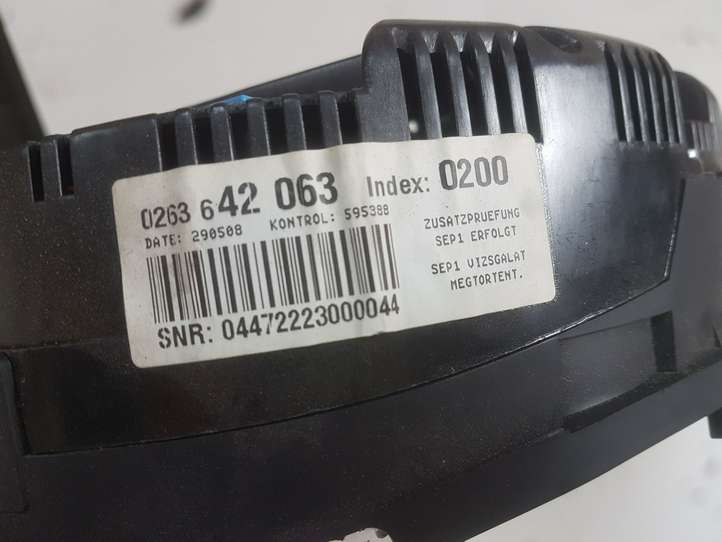 0263 642 063 Index: 0200
DATE: 290508 KONTROL: 595388
ZUSATZPRUEFUNG
SEP1 ERFOLGT
SEP1 VIZSGALAT
MEGTORTENT.
SNR: 04472223000044